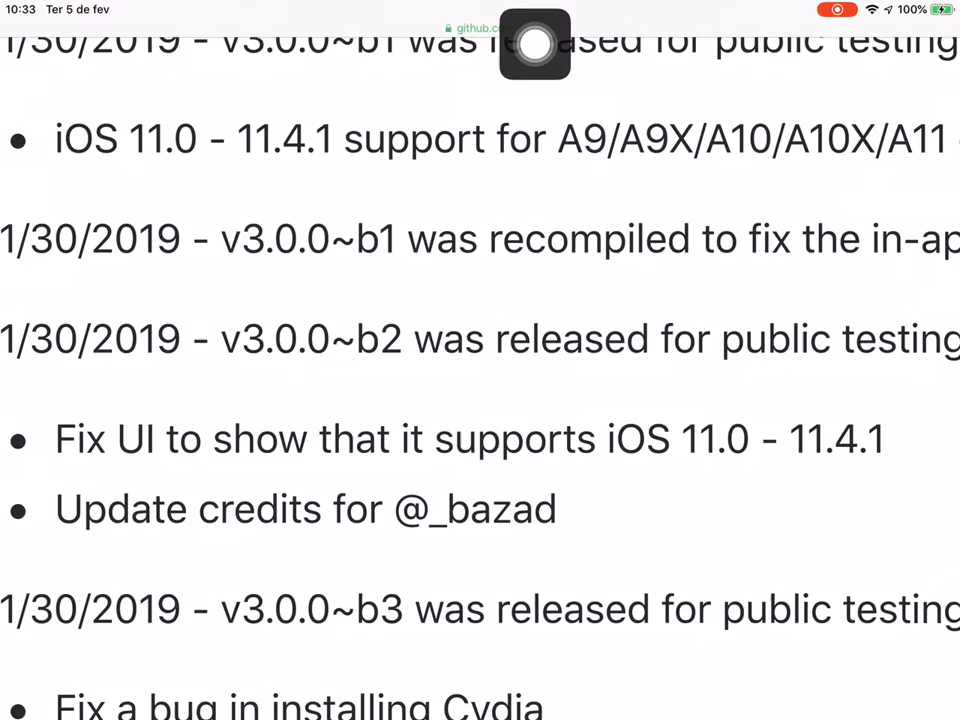 10:33 Ter 5 de fev 100%
github.co
1/30/2019 - v3.0.0~b1 was released for public testing
• iOS 11.0 - 11.4.1 support for A9/A9X/A10/A10X/A11
1/30/2019 - v3.0.0~b1 was recompiled to fix the in-ap
1/30/2019 - v3.0.0~b2 was released for public testing
• Fix UI to show that it supports iOS 11.0 - 11.4.1
• Update credits for @_bazad
1/30/2019 - v3.0.0~b3 was released for public testing
• Fix a bug in installing Cydia